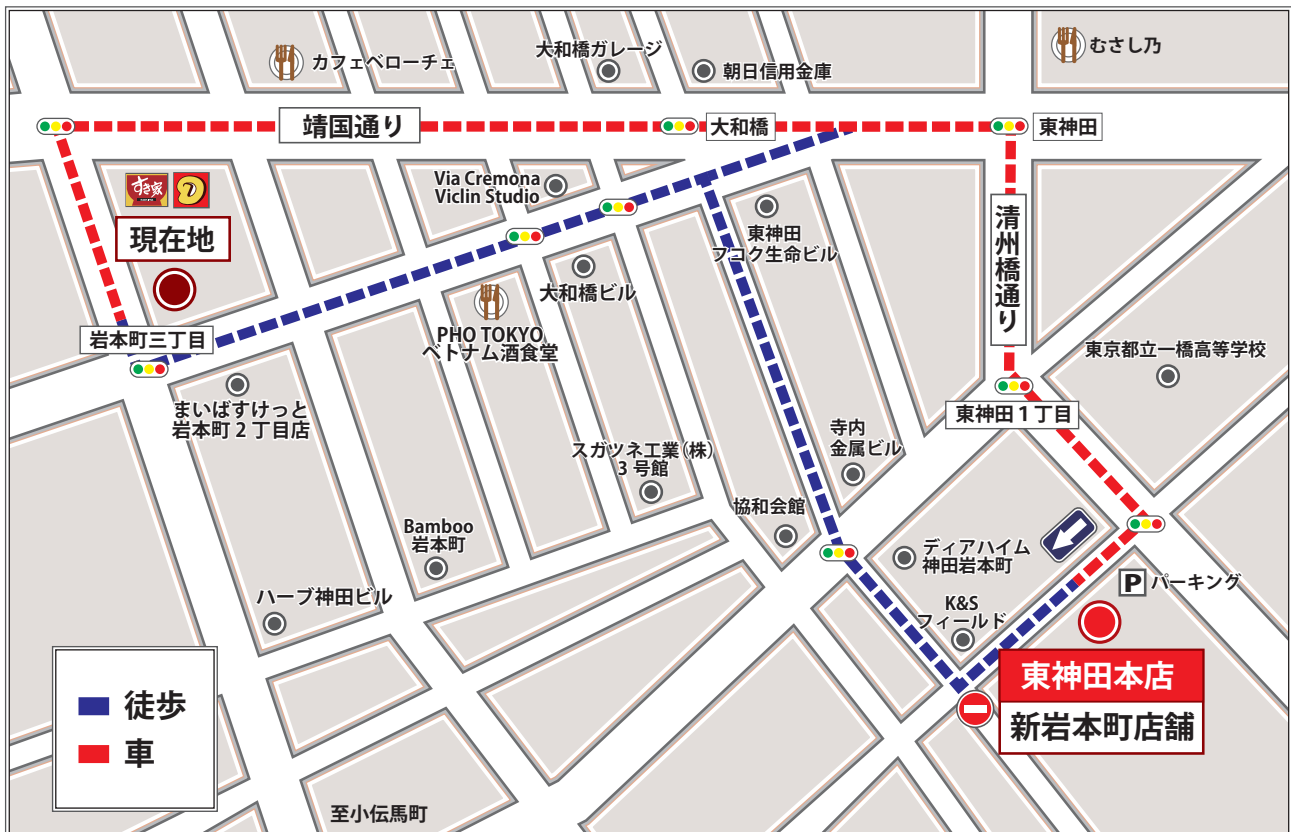 カフェベローチェ
大和橋ガレージ
朝日信用金庫
むさし乃
靖国通り
大和橋
東神田
すき家
現在地
Via Cremona
Viclin Studio
東神田
フコク生命ビル
清州橋通り
大和橋ビル
PHO TOKYO
ベトナム酒食堂
岩本町三丁目
東京都立一橋高等学校
まいばすけっと
岩本町2丁目店
東神田1丁目
寺内
金属ビル
スガツネ工業(株)
3号館
協和会館
Bamboo
岩本町
ディアハイム
神田岩本町
P パーキング
ハーブ神田ビル
K&S
フィールド
東神田本店
新岩本町店舗
徒歩
車
至小伝馬町